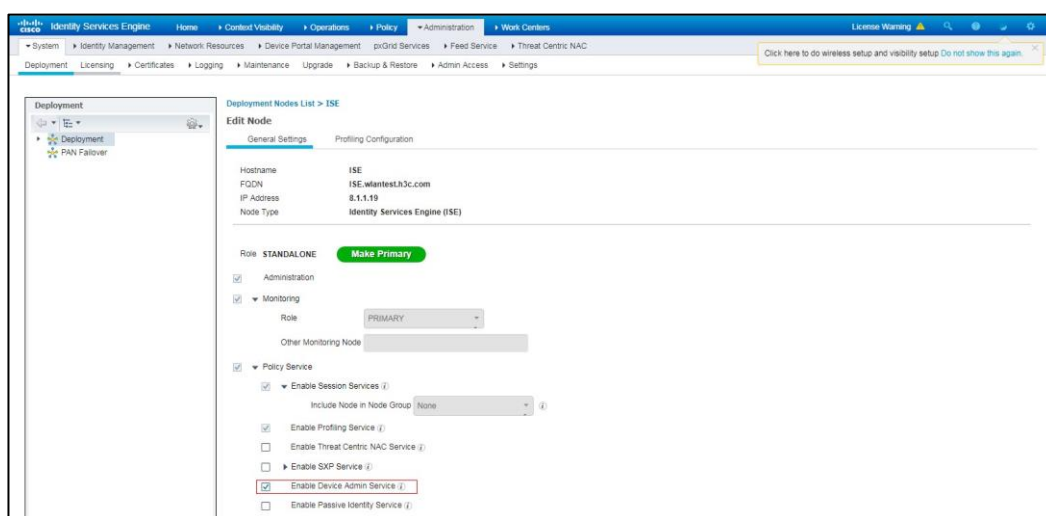 cisco Identity Services Engine Home Context Visibility Operations Policy Administration Work Centers License Warning
System Identity Management Network Resources Device Portal Management pxGrid Services Feed Service Threat Centric NAC
Click here to do wireless setup and visibility setup Do not show this again.
Deployment Licensing Certificates Logging Maintenance Upgrade Backup & Restore Admin Access Settings
Deployment
Deployment
PAN Failover
Deployment Nodes List > ISE
Edit Node
General Settings Profiling Configuration
Hostname ISE
FQDN ISE.wlantest.h3c.com
IP Address 8.1.1.19
Node Type Identity Services Engine (ISE)
Role STANDALONE Make Primary
Administration
Monitoring
Role PRIMARY
Other Monitoring Node
Policy Service
Enable Session Services
Include Node in Node Group None
Enable Profiling Service
Enable Threat Centric NAC Service
Enable SXP Service
Enable Device Admin Service
Enable Passive Identity Service